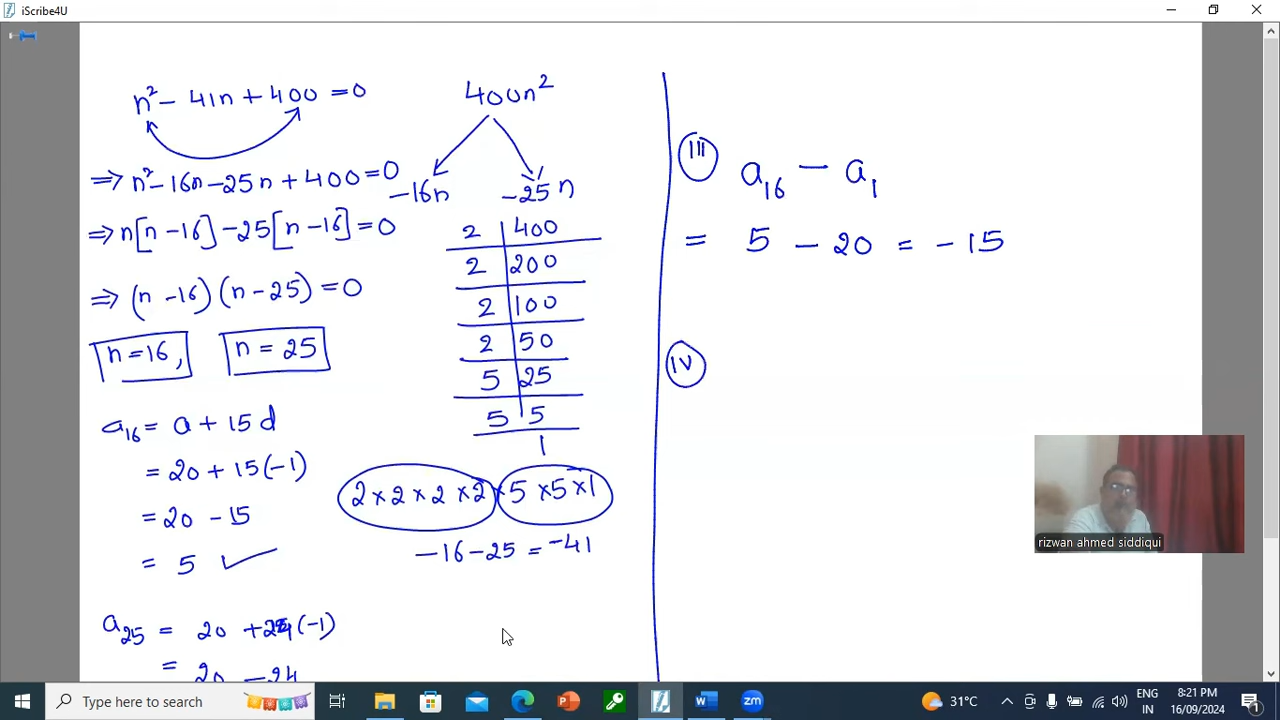 iScribe4U
n² - 41n + 400 = 0
⇒ n² - 16n - 25n + 400 = 0
⇒ n[n - 16] - 25[n - 16] = 0
⇒ (n - 16)(n - 25) = 0
n = 16, n = 25
a₁₆ = a + 15d
= 20 + 15(-1)
= 20 - 15
= 5 ✓
a₂₅ = 20 + 24(-1)
= 20 - 24
400n²
-16n -25n
2 | 400
2 | 200
2 | 100
2 | 50
5 | 25
5 | 5
1
2 × 2 × 2 × 2 × 5 × 5 × 1
-16 - 25 = -41
III a₁₆ - a₁
= 5 - 20 = -15
IV
rizwan ahmed siddiqui
Type here to search
31°C
ENG
IN
8:21 PM
16/09/2024
1